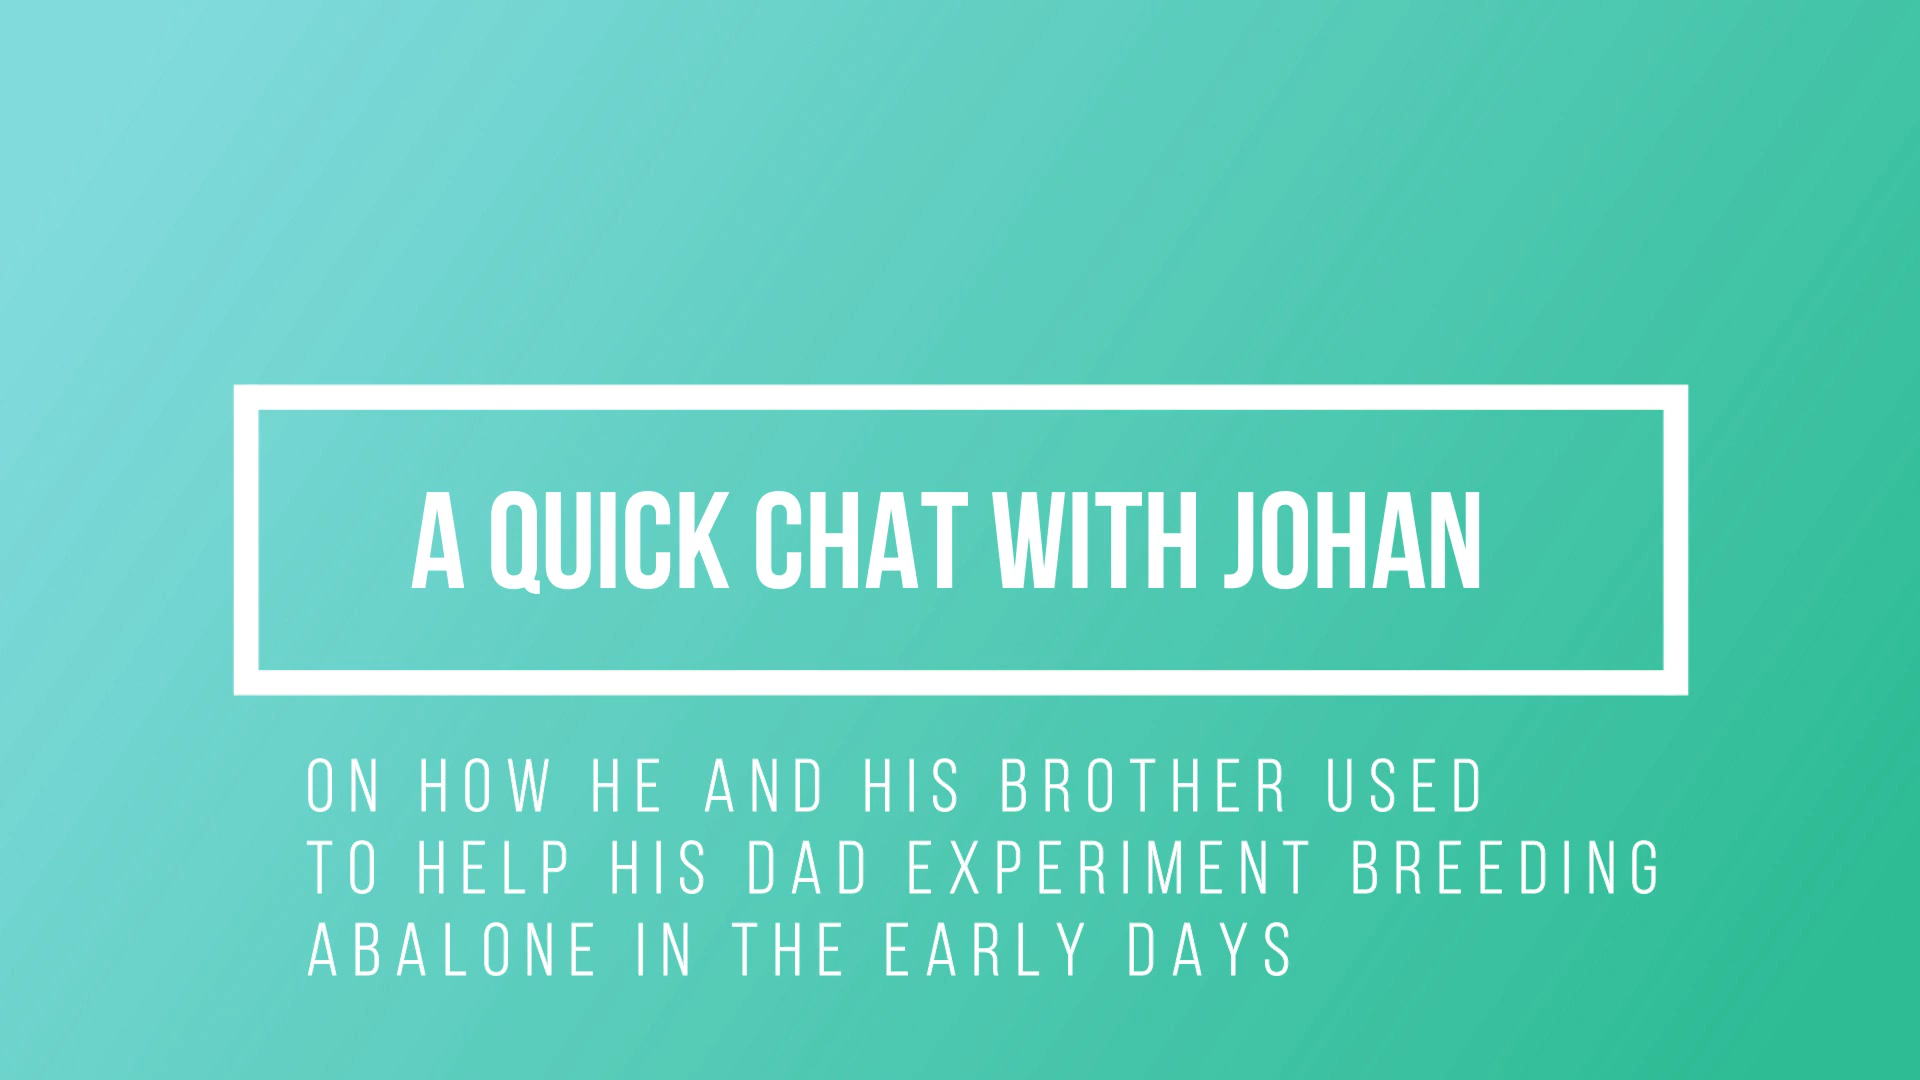 A QUICK CHAT WITH JOHAN
ON HOW HE AND HIS BROTHER USED
TO HELP HIS DAD EXPERIMENT BREEDING
ABALONE IN THE EARLY DAYS